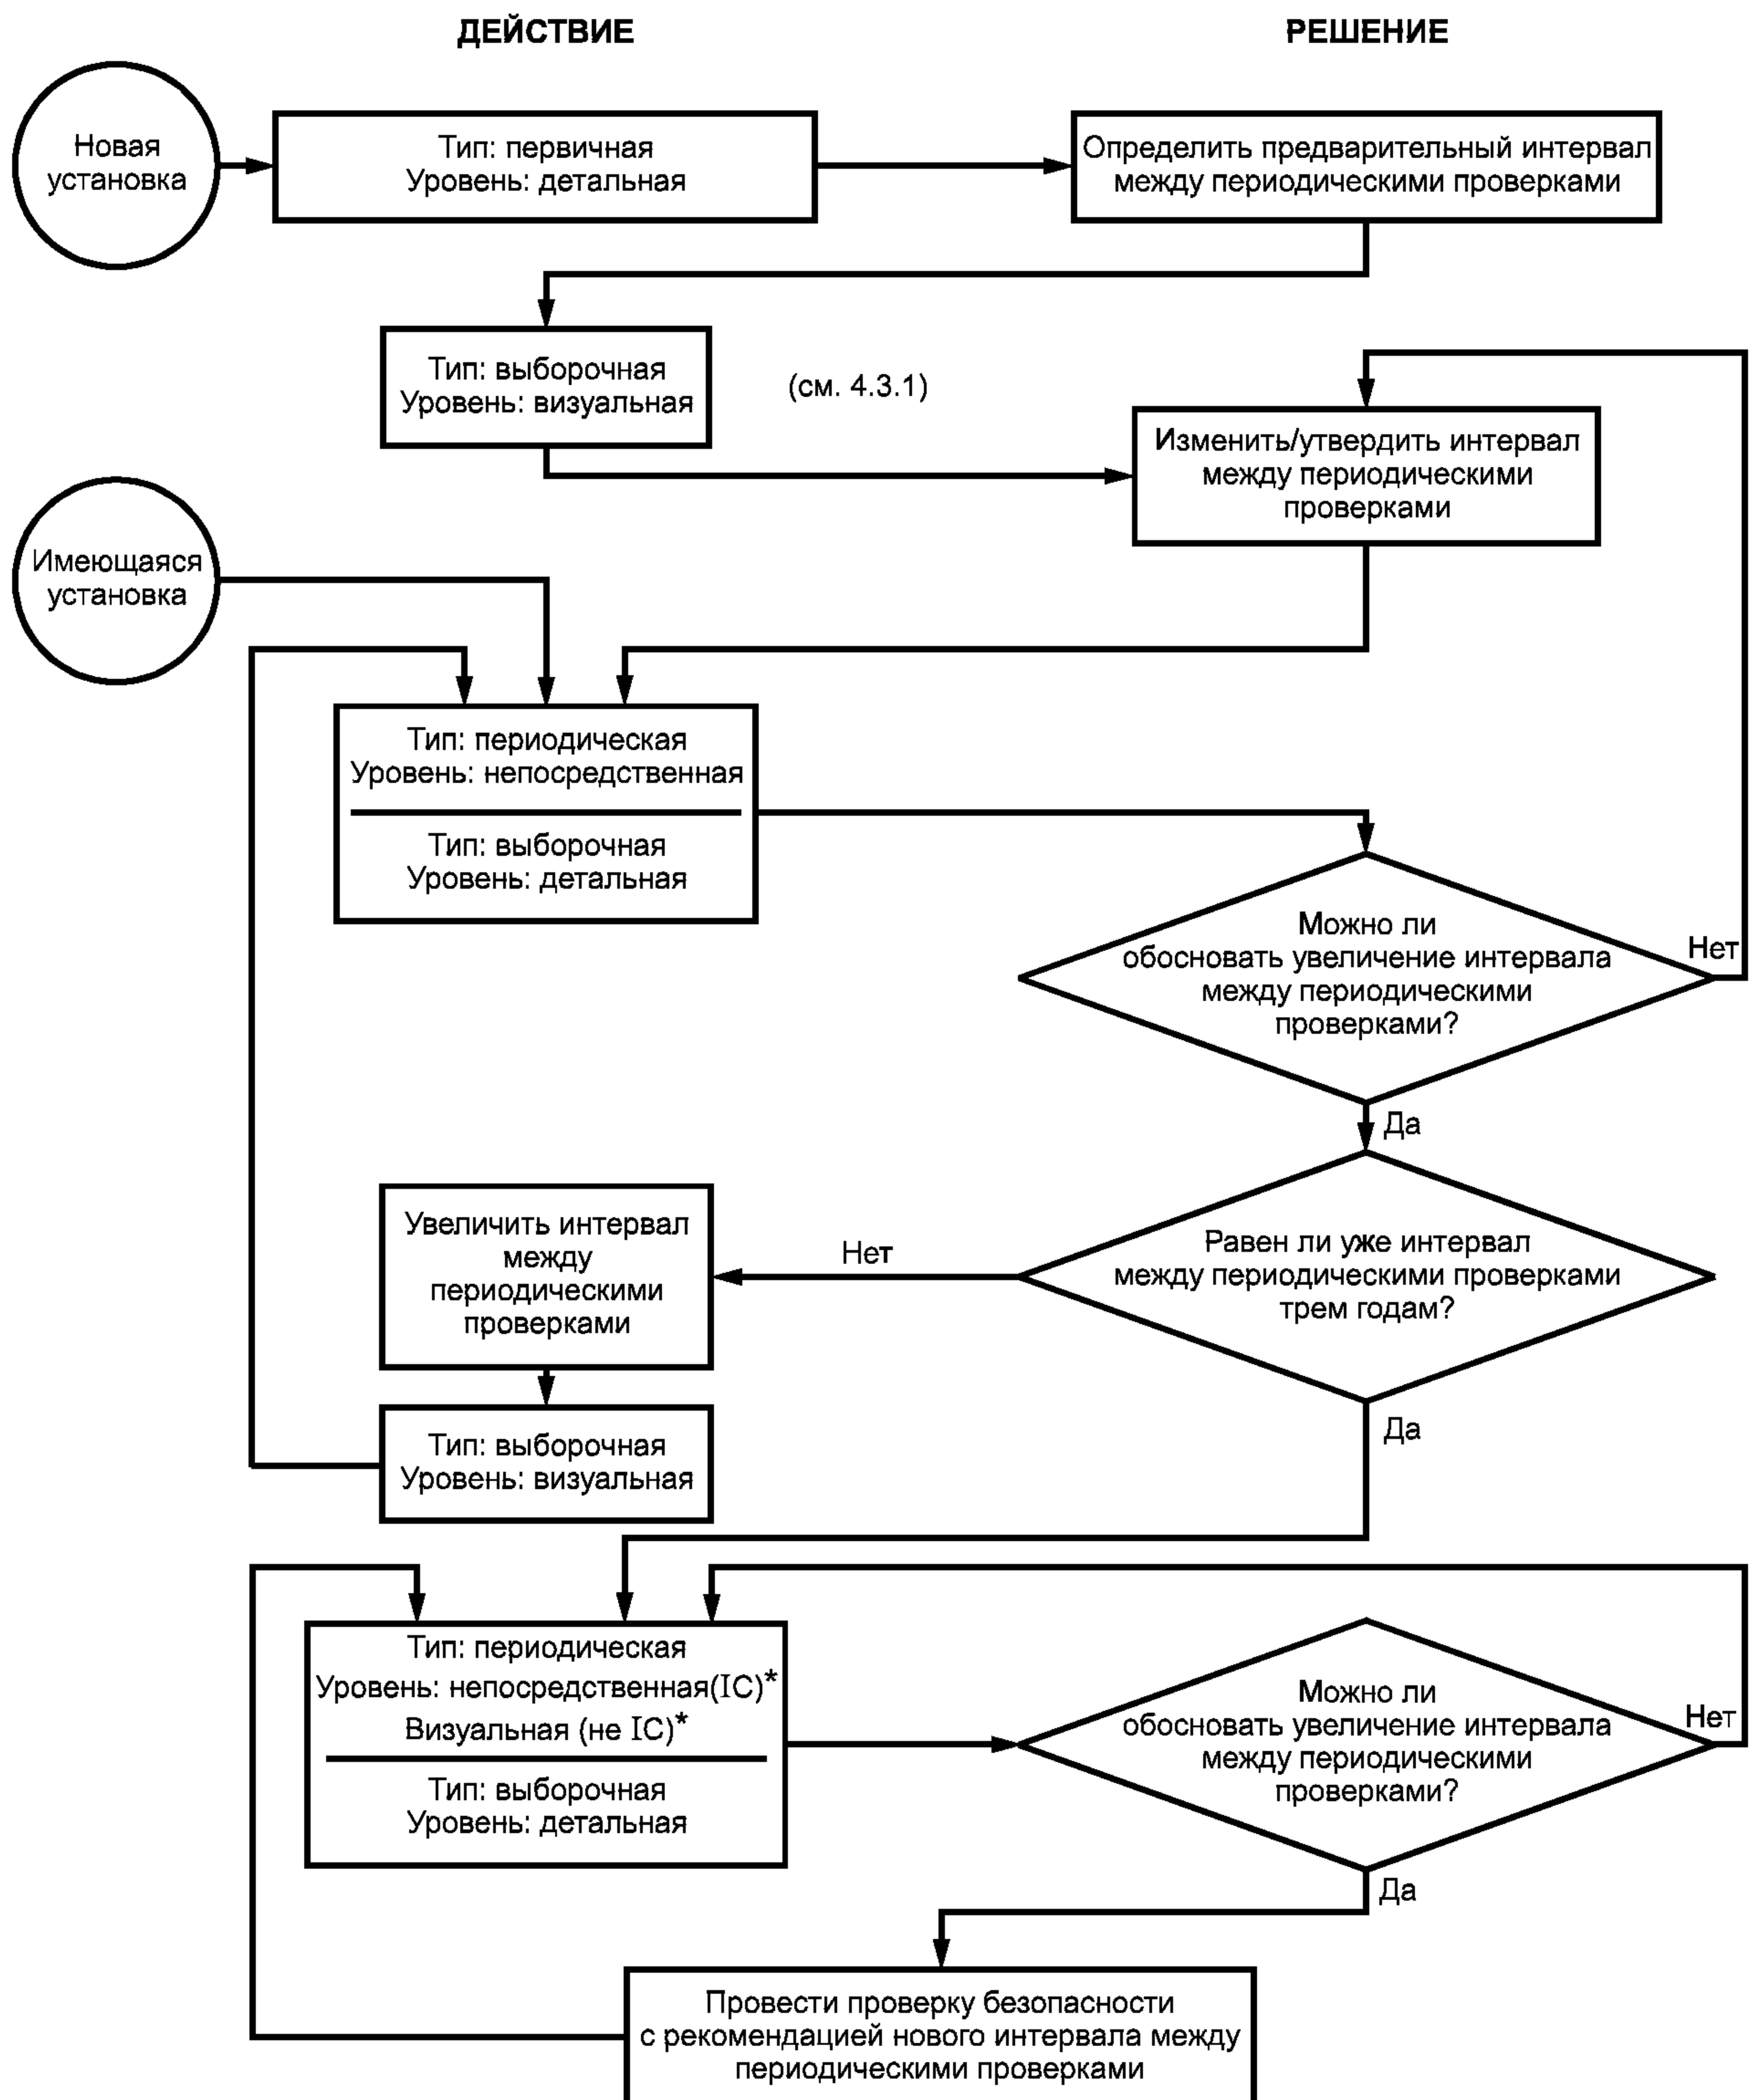 ДЕЙСТВИЕ
РЕШЕНИЕ
Новая
установка
Тип: первичная
Уровень: детальная
Определить предварительный интервал
между периодическими проверками
Тип: выборочная
Уровень: визуальная
(см. 4.3.1)
Изменить/утвердить интервал
между периодическими
проверками
Имеющаяся
установка
Тип: периодическая
Уровень: непосредственная
Тип: выборочная
Уровень: детальная
Можно ли
обосновать увеличение интервала
между периодическими
проверками?
Нет
Да
Равен ли уже интервал
между периодическими проверками
трем годам?
Нет
Увеличить интервал
между
периодическими
проверками
Да
Тип: выборочная
Уровень: визуальная
Тип: периодическая
Уровень: непосредственная(IC)*
Визуальная (не IC)*
Тип: выборочная
Уровень: детальная
Можно ли
обосновать увеличение интервала
между периодическими
проверками?
Нет
Да
Провести проверку безопасности
с рекомендацией нового интервала между
периодическими проверками